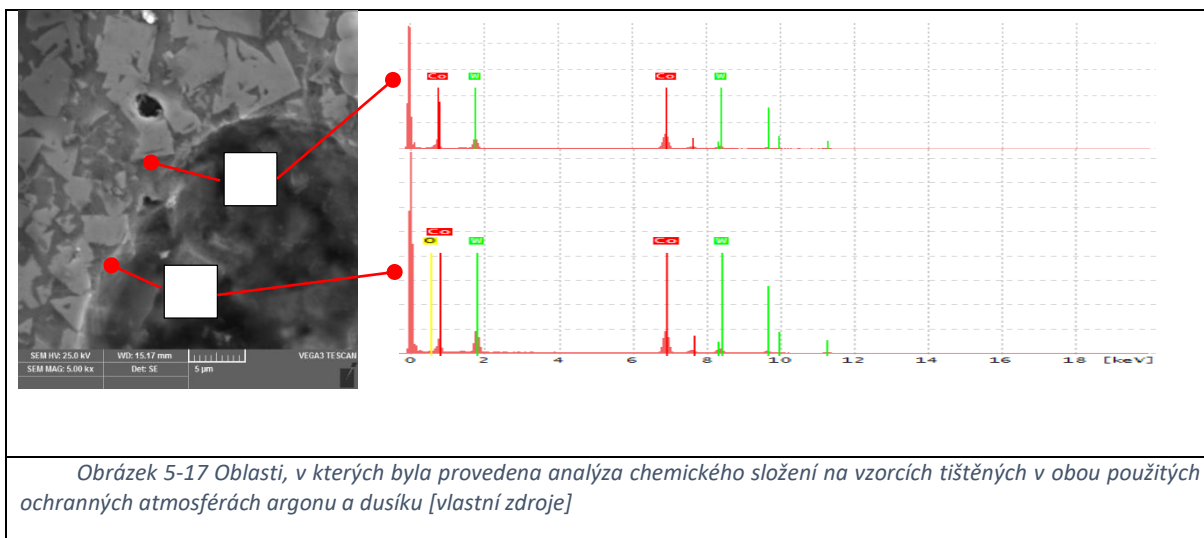 Co W Co W
O Co W Co W
0 2 4 6 8 10 12 14 16 18 [keV]
SEM HV: 25.0 kV WD: 15.17 mm VEGA3 TESCAN
SEM MAG: 5.00 kx Det: SE 5 µm
Obrázek 5-17 Oblasti, v kterých byla provedena analýza chemického složení na vzorcích tištěných v obou použitých
ochranných atmosférách argonu a dusíku [vlastní zdroje]